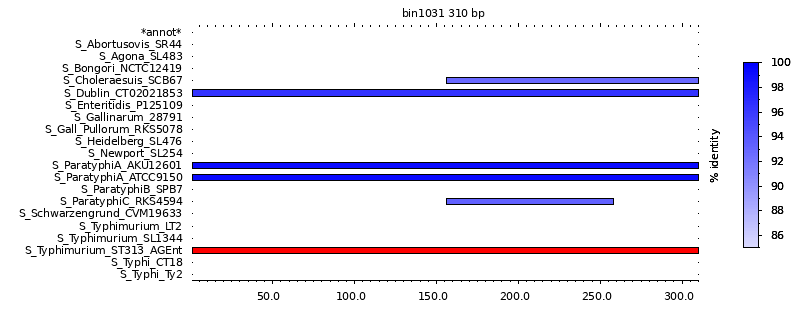 bin1031 310 bp
*annot*
S_Abortusovis_SR44
S_Agona_SL483
S_Bongori_NCTC12419
S_Choleraesuis_SCB67
S_Dublin_CT02021853
S_Enteritidis_P125109
S_Gallinarum_28791
S_Gall_Pullorum_RKS5078
S_Heidelberg_SL476
S_Newport_SL254
S_ParatyphiA_AKU12601
S_ParatyphiA_ATCC9150
S_ParatyphiB_SPB7
S_ParatyphiC_RKS4594
S_Schwarzengrund_CVM19633
S_Typhimurium_LT2
S_Typhimurium_SL1344
S_Typhimurium_ST313_AGEnt
S_Typhi_CT18
S_Typhi_Ty2
50.0 100.0 150.0 200.0 250.0 300.0
% identity
100
98
96
94
92
90
88
86